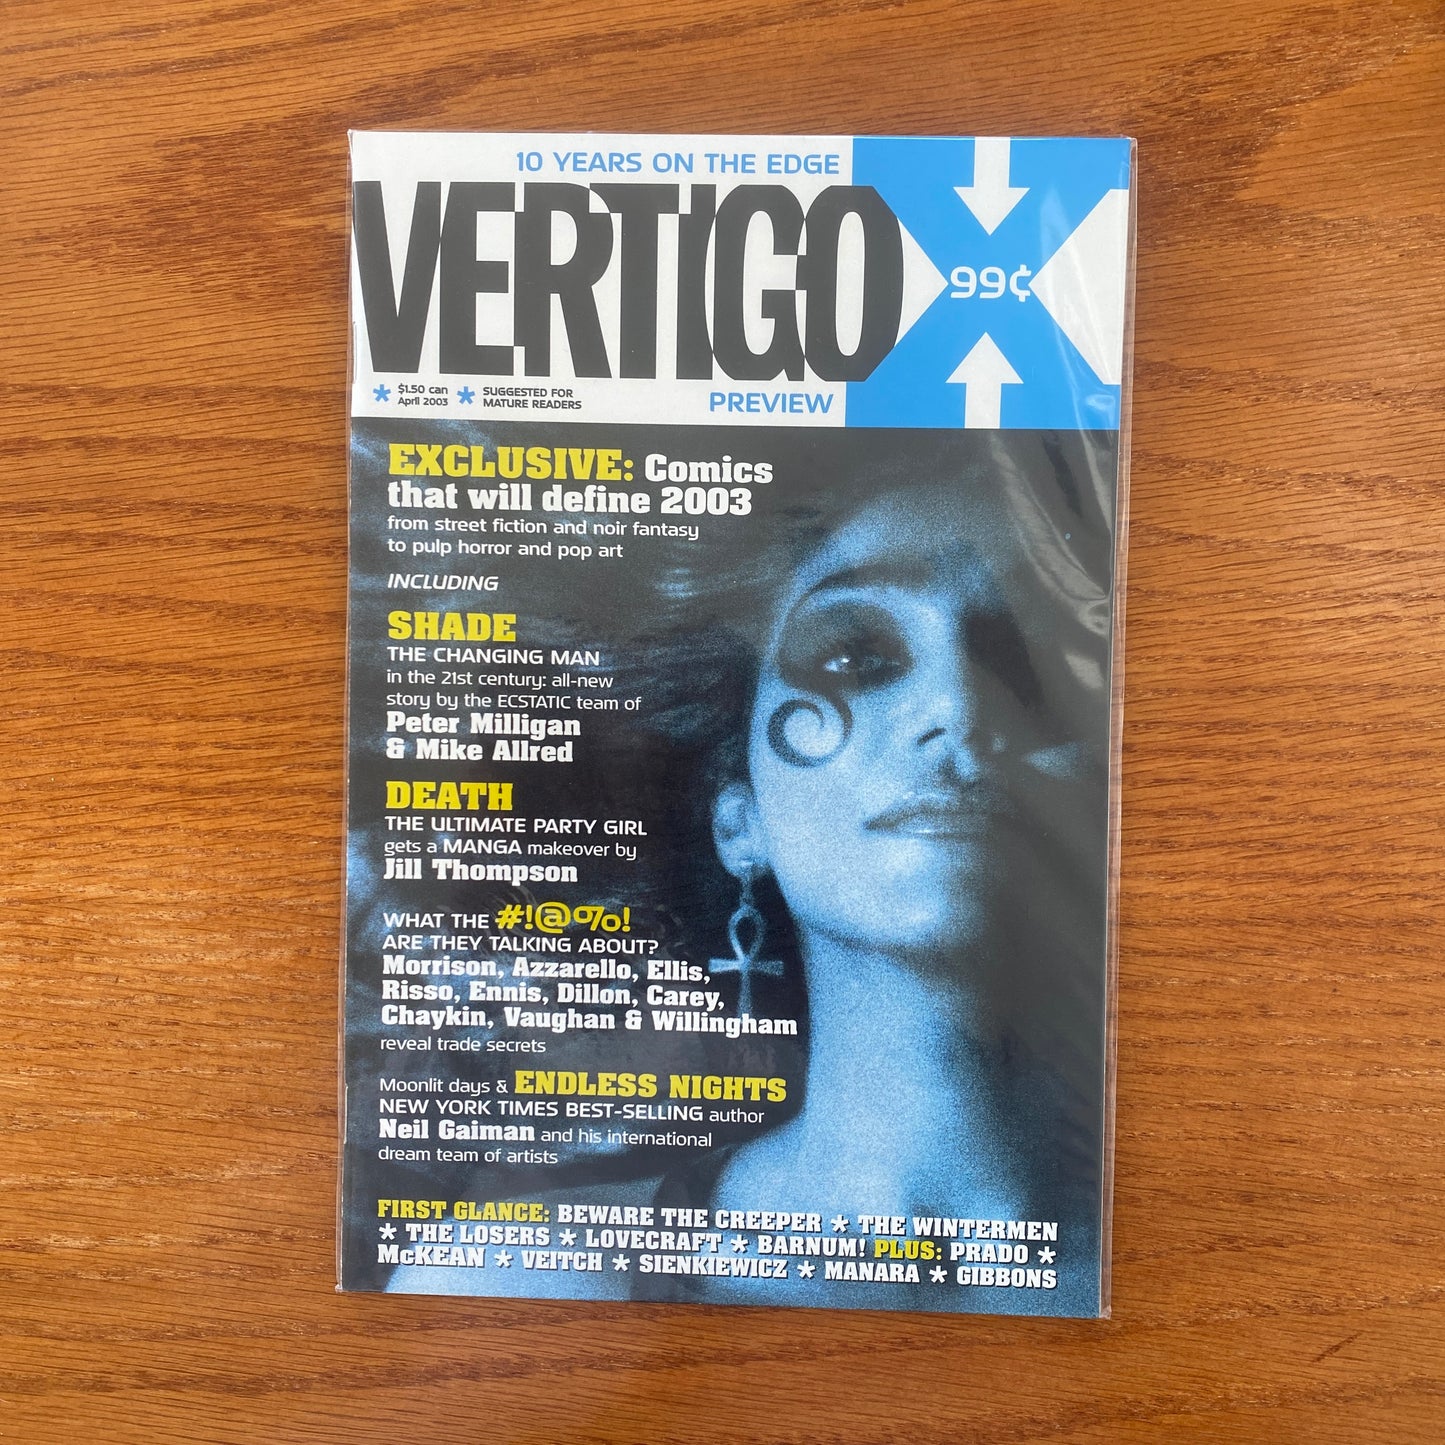 10 YEARS ON THE EDGE
VERTIGO X
99¢
* $1.50 can
April 2003
* SUGGESTED FOR
MATURE READERS
PREVIEW
EXCLUSIVE: Comics
that will define 2003
from street fiction and noir fantasy
to pulp horror and pop art
INCLUDING
SHADE
THE CHANGING MAN
in the 21st century: all-new
story by the ECSTATIC team of
Peter Milligan
& Mike Allred
DEATH
THE ULTIMATE PARTY GIRL
gets a MANGA makeover by
Jill Thompson
WHAT THE #!@%!
ARE THEY TALKING ABOUT?
Morrison, Azzarello, Ellis,
Risso, Ennis, Dillon, Carey,
Chaykin, Vaughan & Willingham
reveal trade secrets
Moonlit days & ENDLESS NIGHTS
NEW YORK TIMES BEST-SELLING author
Neil Gaiman and his international
dream team of artists
FIRST GLANCE: BEWARE THE CREEPER * THE WINTERMEN
* THE LOSERS * LOVECRAFT * BARNUM! PLUS: PRADO *
McKEAN * VEITCH * SIENKIEWICZ * MANARA * GIBBONS